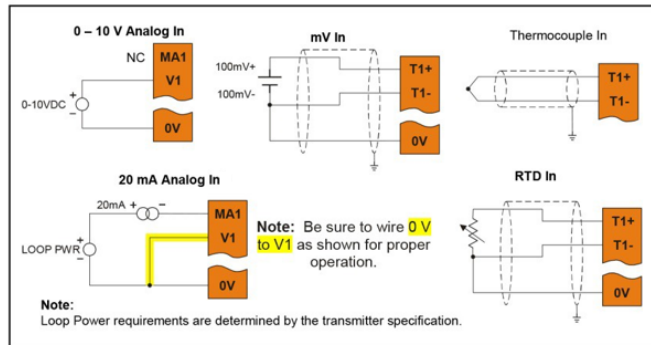 0 – 10 V Analog In
NC
MA1
V1
0-10VDC
+
–
0V
mV In
100mV+
100mV-
T1+
T1-
0V
Thermocouple In
T1+
T1-
20 mA Analog In
20mA + –
MA1
V1
LOOP PWR
+
–
0V
Note: Be sure to wire 0 V
to V1 as shown for proper
operation.
RTD In
T1+
T1-
0V
Note:
Loop Power requirements are determined by the transmitter specification.